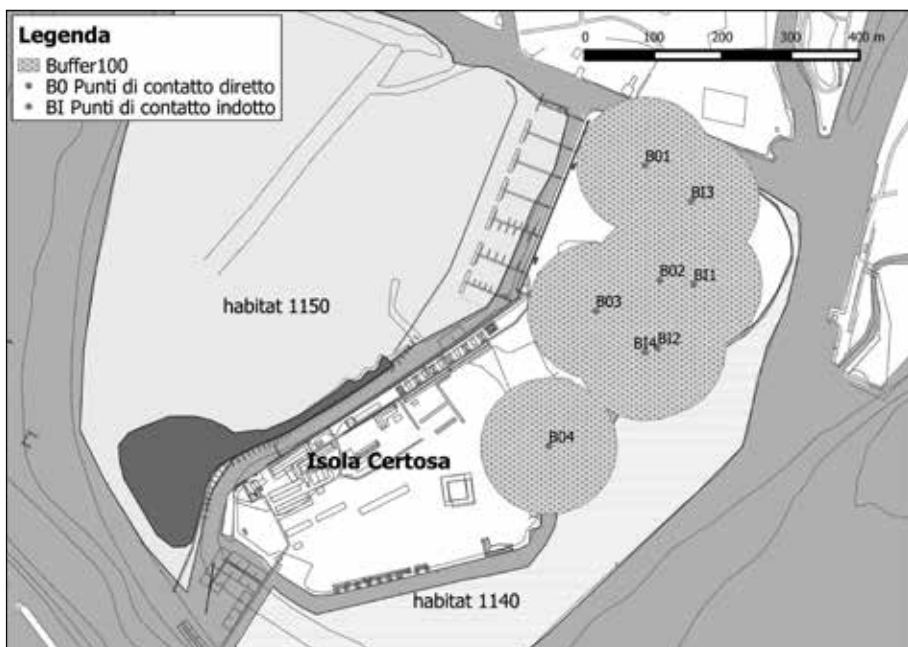 Legenda
Buffer100
B0 Punti di contatto diretto
BI Punti di contatto indotto
0 100 200 300 400 m
B01
BI3
B02
BI1
B03
BI4
BI2
B04
habitat 1150
Isola Certosa
habitat 1140